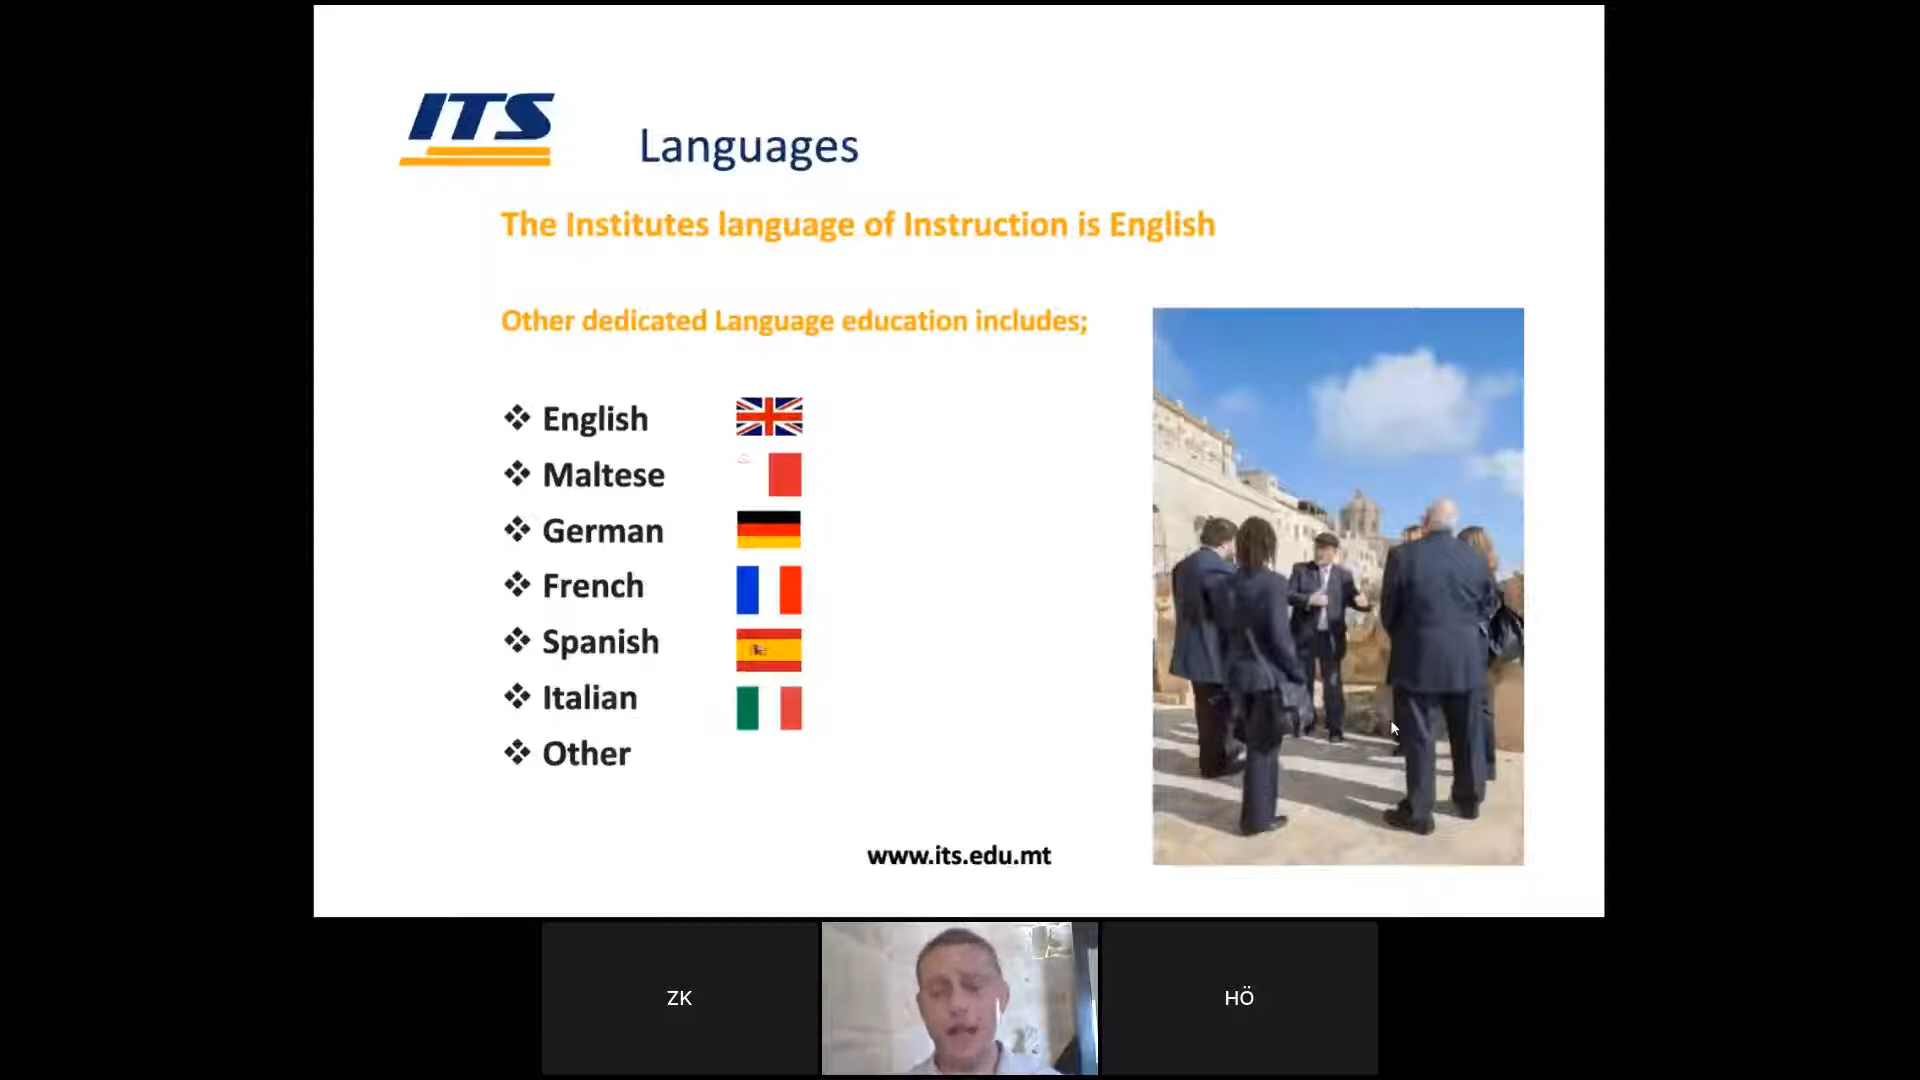 ITS
Languages
The Institutes language of Instruction is English
Other dedicated Language education includes;
❖ English
❖ Maltese
❖ German
❖ French
❖ Spanish
❖ Italian
❖ Other
www.its.edu.mt
ZK
HÖ